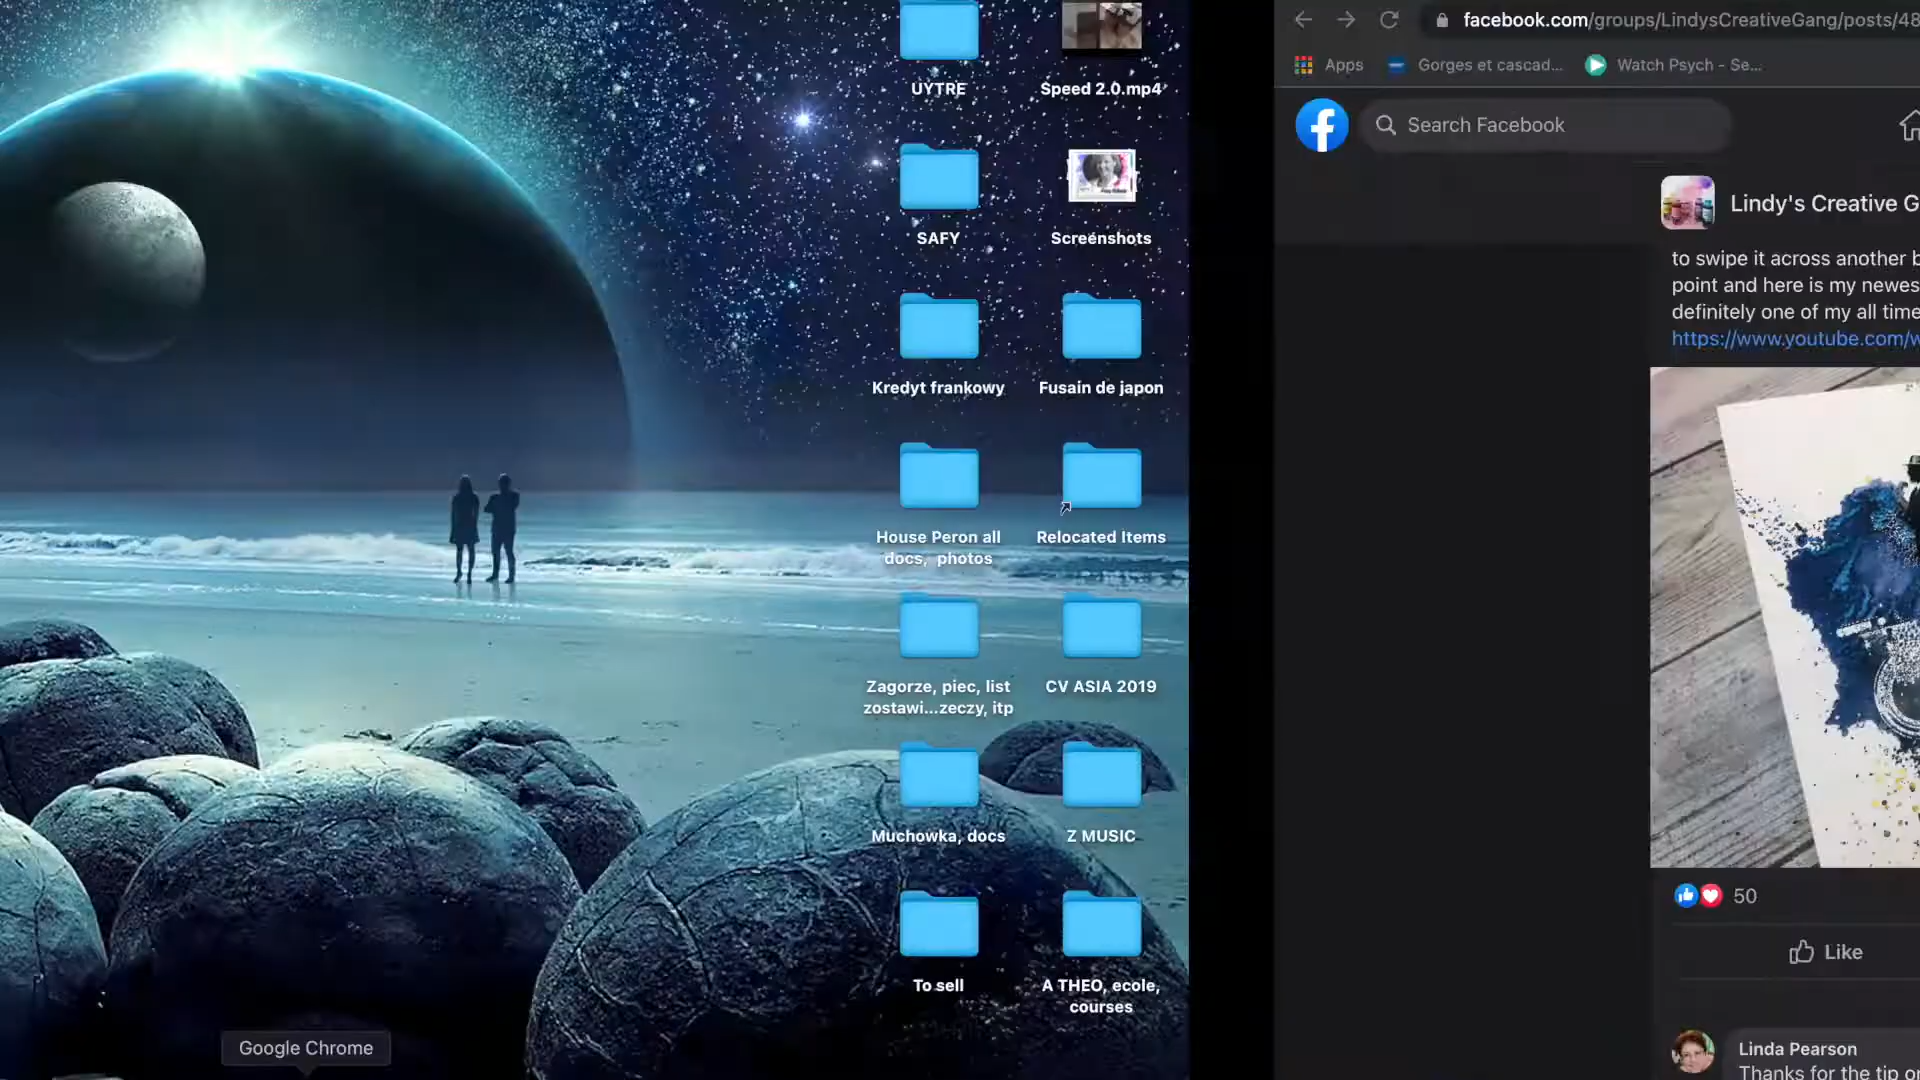 UYTRE
Speed 2.0.mp4
SAFY
Screenshots
Kredyt frankowy
Fusain de japon
House Peron all
docs, photos
Relocated Items
Zagorze, piec, list
zostawi...zeczy, itp
CV ASIA 2019
Muchowka, docs
Z MUSIC
To sell
A THEO, ecole,
courses
Google Chrome
facebook.com/groups/LindysCreativeGang/posts/48
Apps
Gorges et cascad...
Watch Psych - Se...
Search Facebook
Lindy's Creative G
to swipe it across another b
point and here is my newes
definitely one of my all time
https://www.youtube.com/w
50
Like
Linda Pearson
Thanks for the tip or